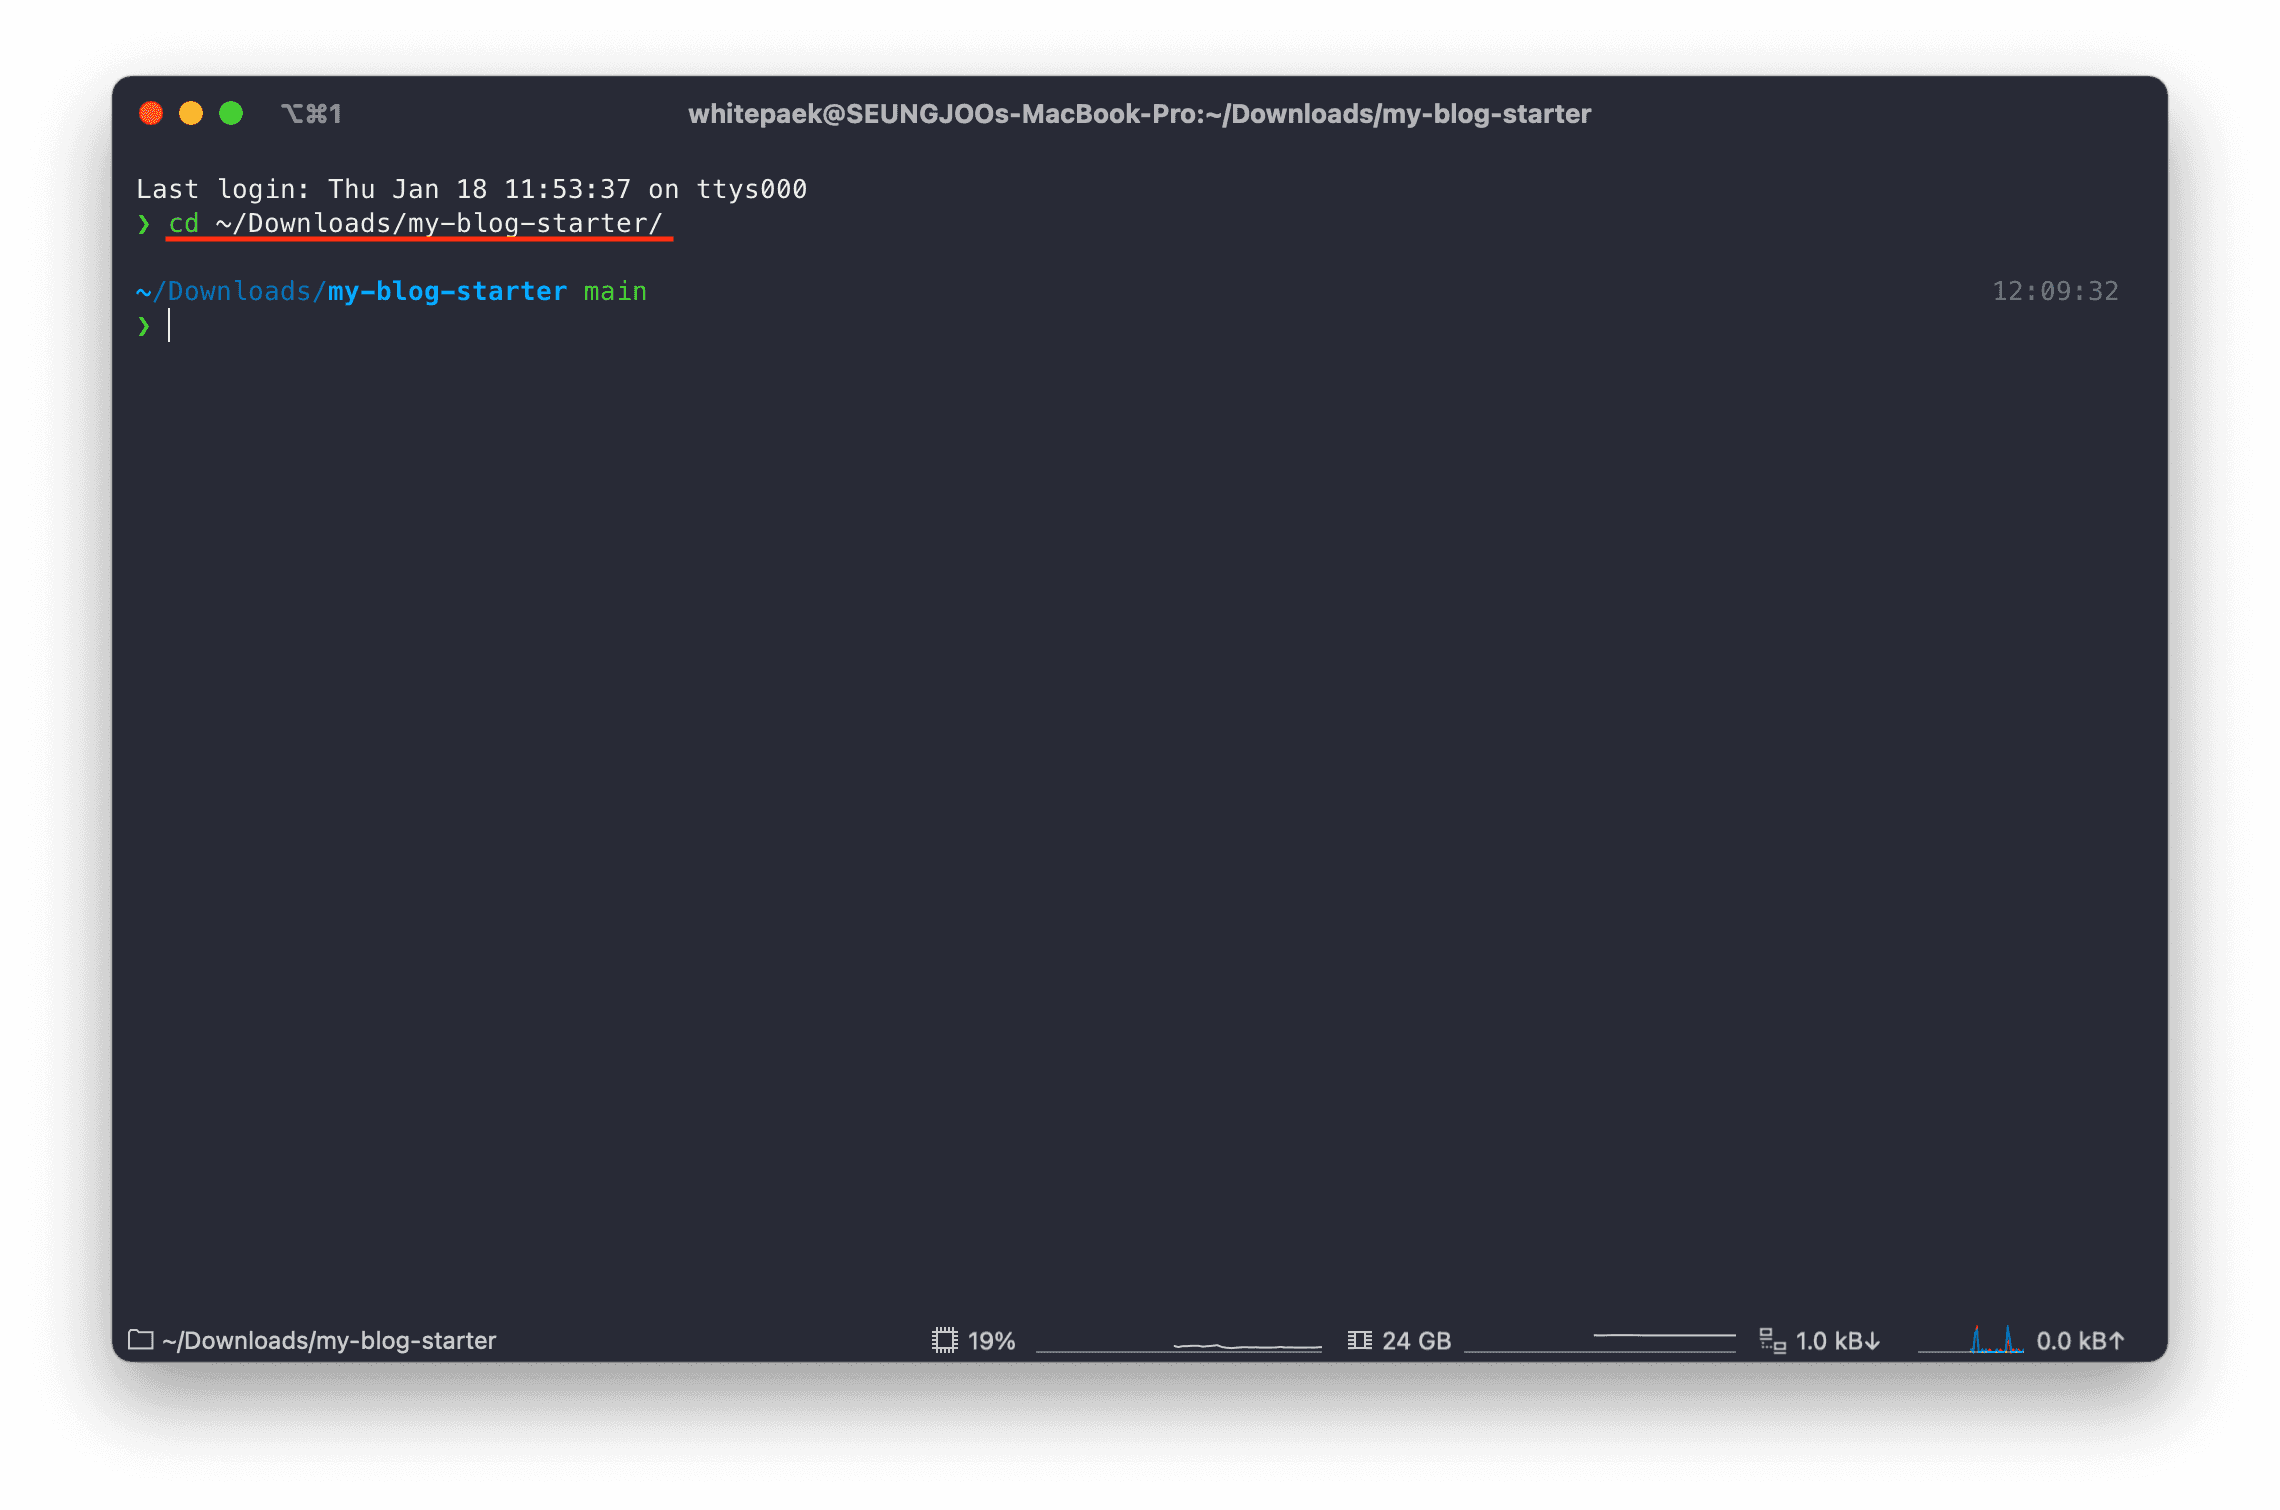 ⌥⌘1 whitepaek@SEUNGJOOs-MacBook-Pro:~/Downloads/my-blog-starter
Last login: Thu Jan 18 11:53:37 on ttys000
❯ cd ~/Downloads/my-blog-starter/
~/Downloads/my-blog-starter main 12:09:32
❯
~/Downloads/my-blog-starter 19% 24 GB 1.0 kB↓ 0.0 kB↑